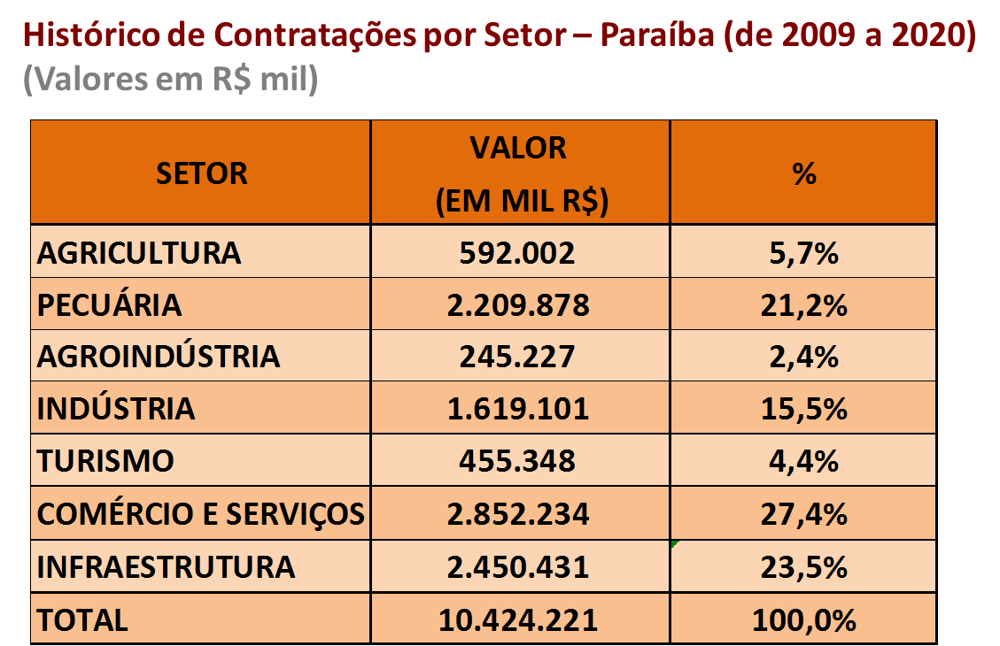 Histórico de Contratações por Setor – Paraíba (de 2009 a 2020)
(Valores em R$ mil)
SETOR VALOR (EM MIL R$) %
AGRICULTURA 592.002 5,7%
PECUÁRIA 2.209.878 21,2%
AGROINDÚSTRIA 245.227 2,4%
INDÚSTRIA 1.619.101 15,5%
TURISMO 455.348 4,4%
COMÉRCIO E SERVIÇOS 2.852.234 27,4%
INFRAESTRUTURA 2.450.431 23,5%
TOTAL 10.424.221 100,0%